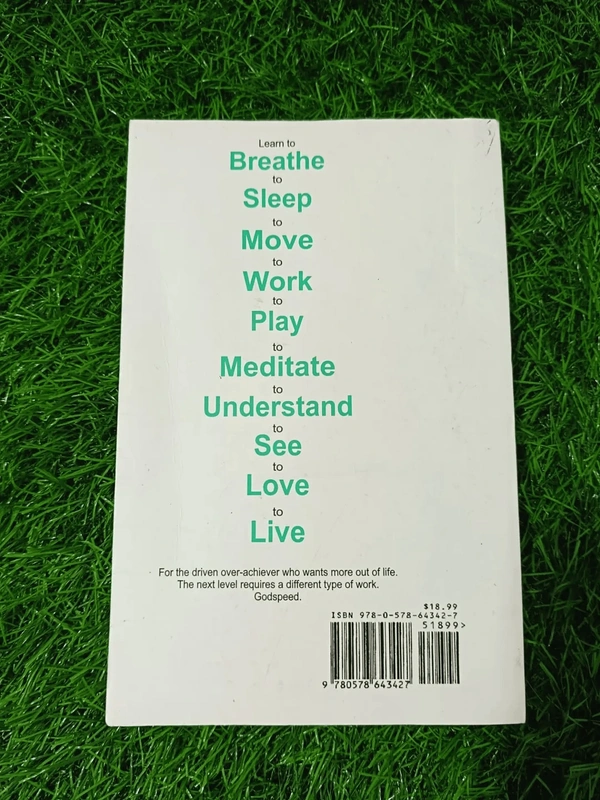 Learn to
Breathe
to
Sleep
to
Move
to
Work
to
Play
to
Meditate
to
Understand
to
See
to
Love
to
Live
For the driven over-achiever who wants more out of life.
The next level requires a different type of work.
Godspeed.
$18.99
ISBN 978-0-578-64342-7
51899>
9 780578 643427